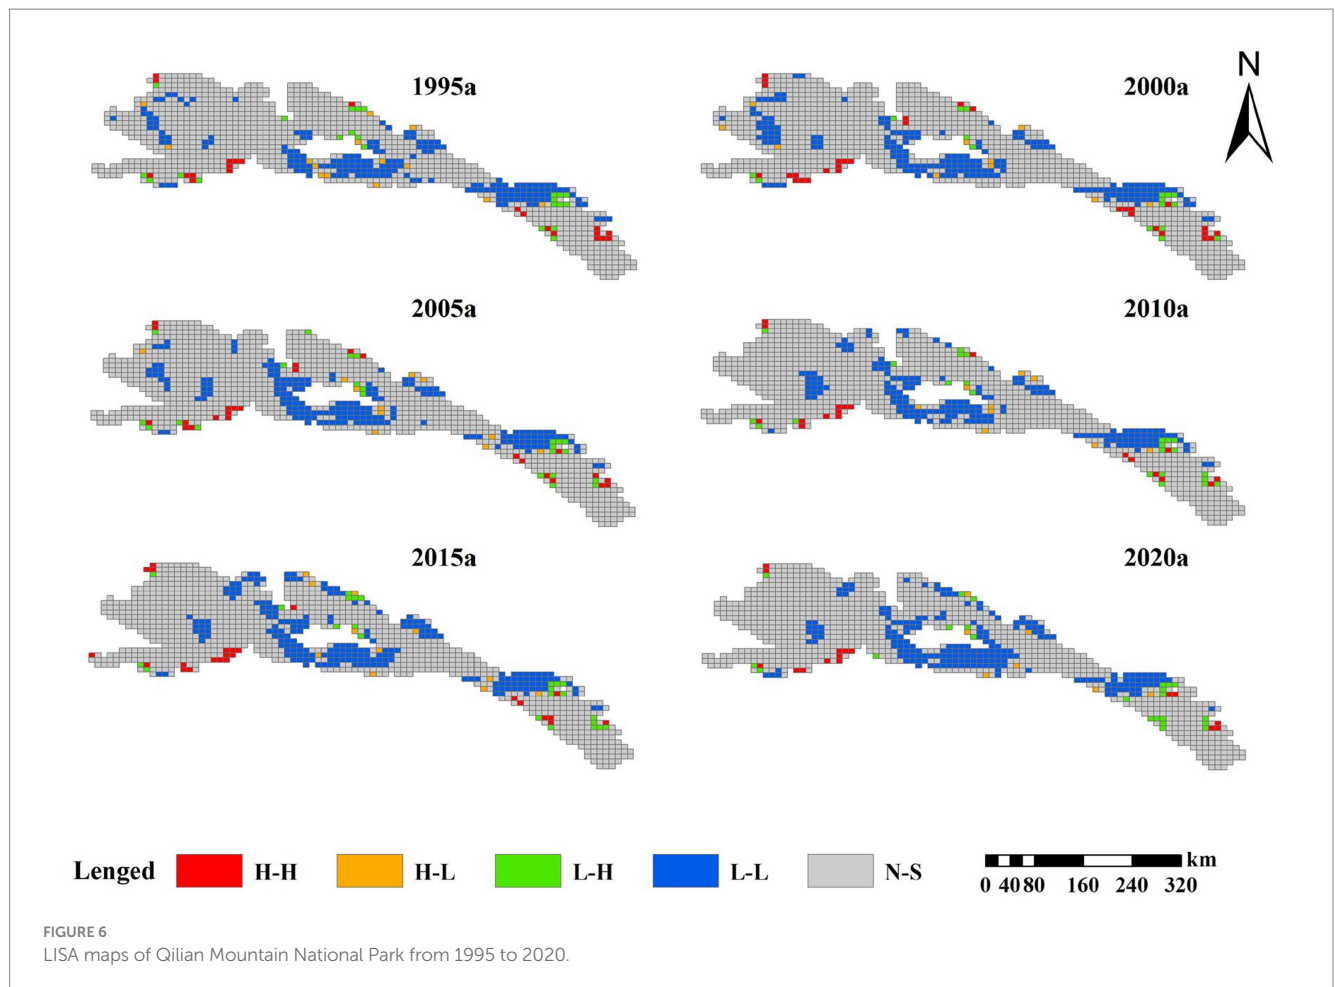 N
1995a
2000a
2005a
2010a
2015a
2020a
Lenged H-H H-L L-H L-L N-S km
0 40 80 160 240 320
FIGURE 6
LISA maps of Qilian Mountain National Park from 1995 to 2020.